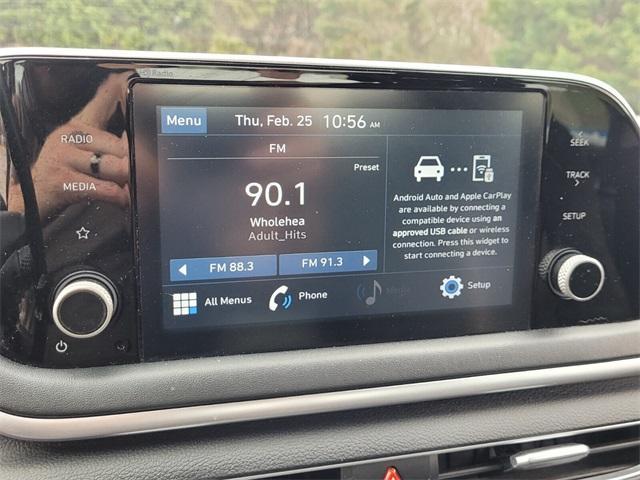 Radio
Menu Thu, Feb. 25 10:56 AM
FM
Preset
90.1
Wholehea
Adult_Hits
FM 88.3 FM 91.3
Android Auto and Apple CarPlay
are available by connecting a
compatible device using an
approved USB cable or wireless
connection. Press this widget to
start connecting a device.
All Menus Phone Media Setup
RADIO
MEDIA
SEEK
TRACK
SETUP